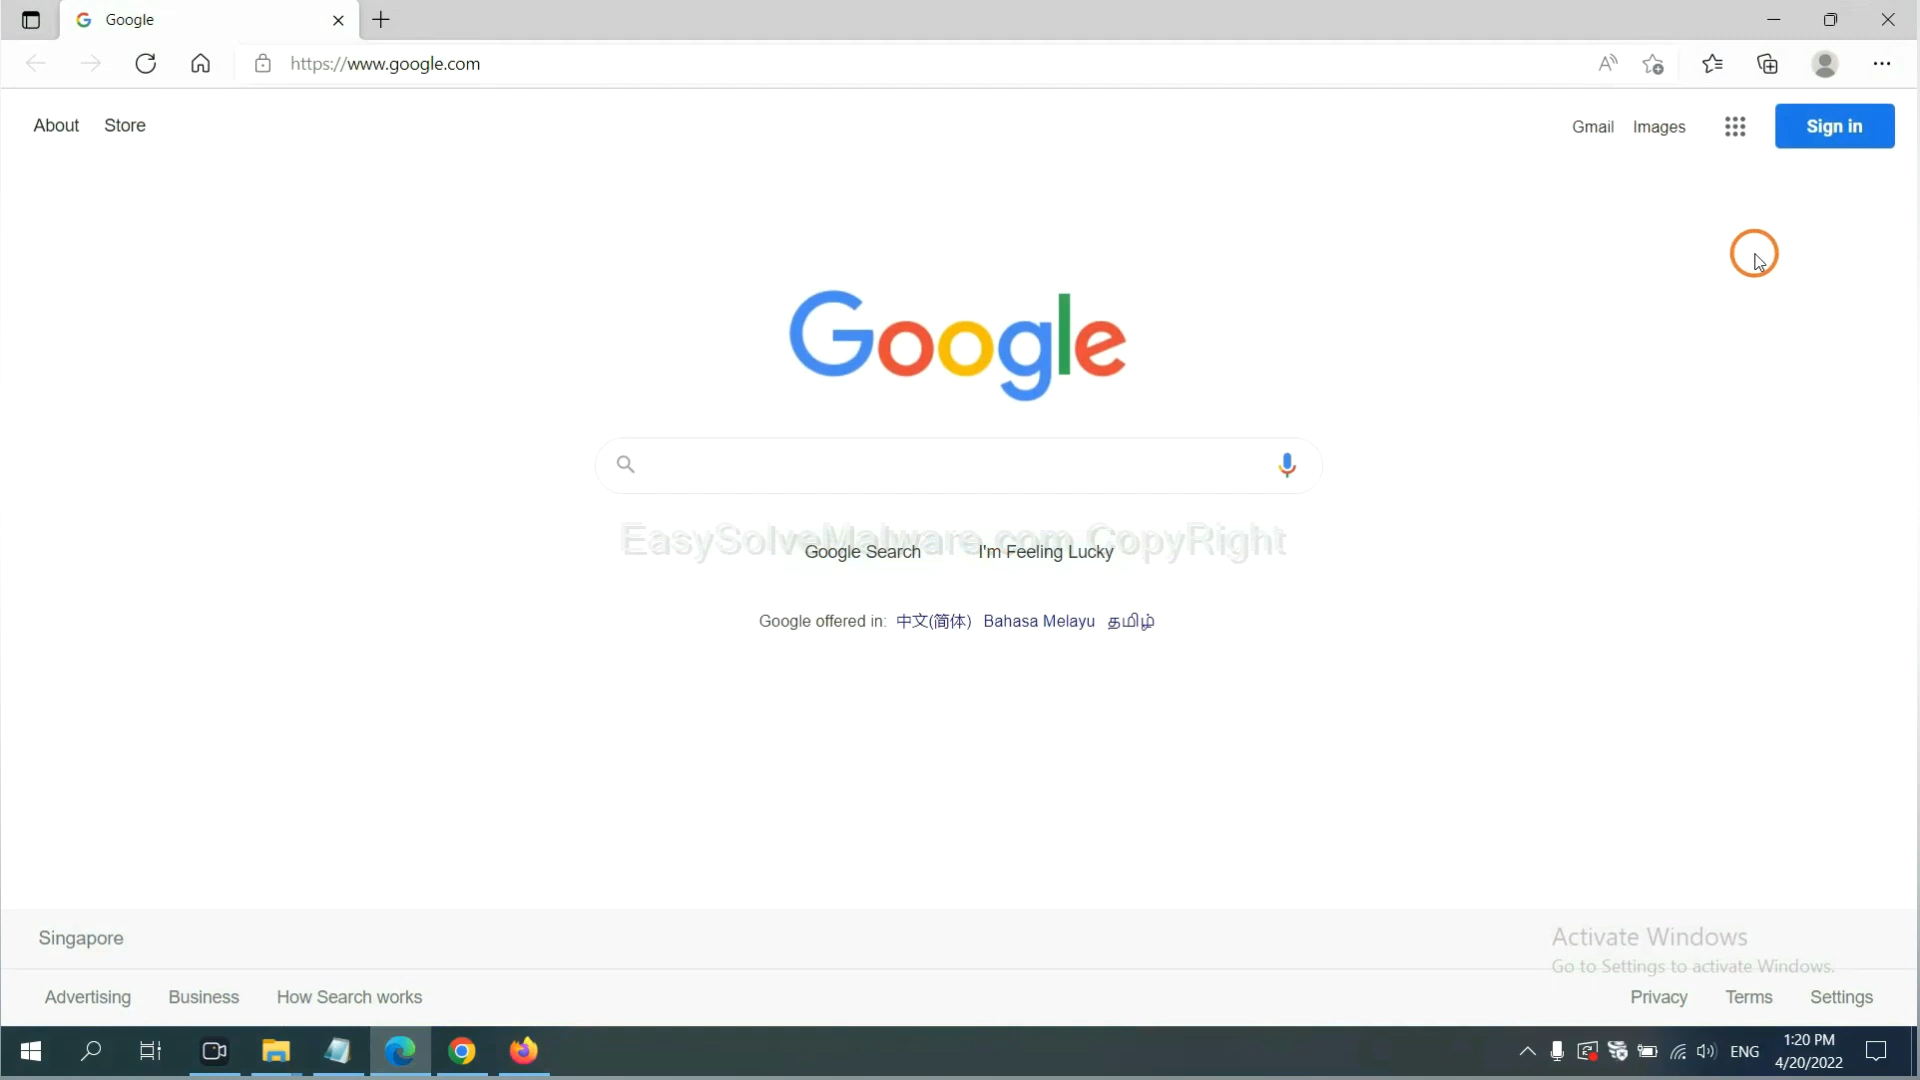 Google
https://www.google.com
About Store
Gmail Images Sign in
Google
EasySolveMalware.com CopyRight
Google Search I'm Feeling Lucky
Google offered in: 中文(简体) Bahasa Melayu தமிழ்
Singapore
Activate Windows
Go to Settings to activate Windows.
Advertising Business How Search works
Privacy Terms Settings
ENG
1:20 PM
4/20/2022